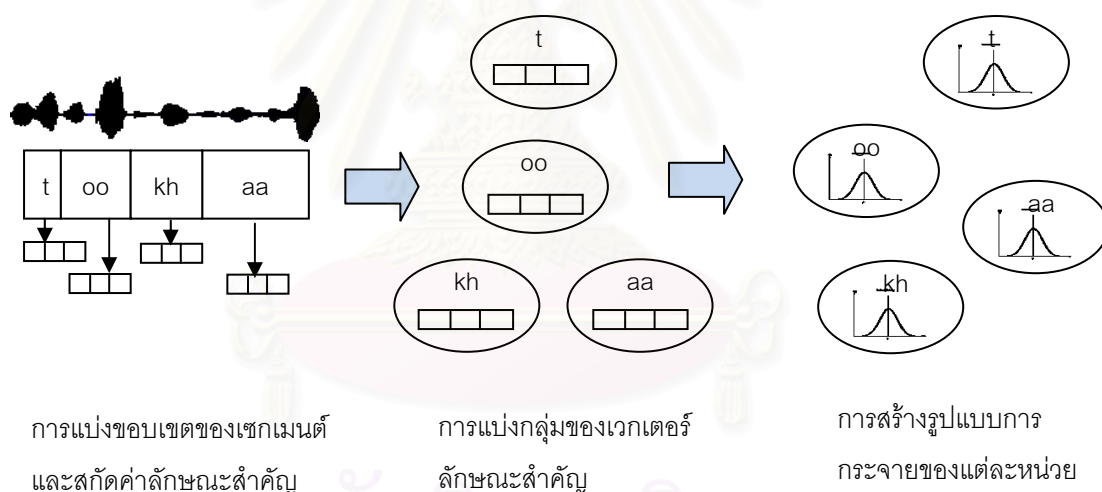 t
oo
kh
aa
t
oo
kh
aa
t
oo
aa
kh
การแบ่งขอบเขตของเซกเมนต์
และสกัดค่าลักษณะสำคัญ
การแบ่งกลุ่มของเวกเตอร์
ลักษณะสำคัญ
การสร้างรูปแบบการ
กระจายของแต่ละหน่วย